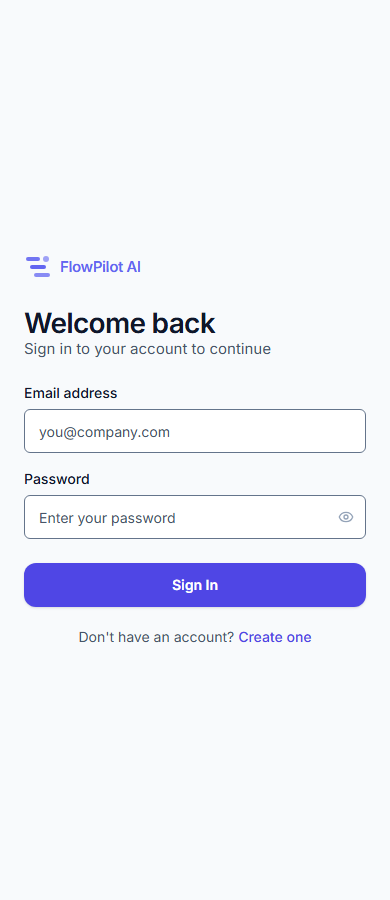 FlowPilot AI
Welcome back
Sign in to your account to continue
Email address
you@company.com
Password
Enter your password
Sign In
Don't have an account? Create one